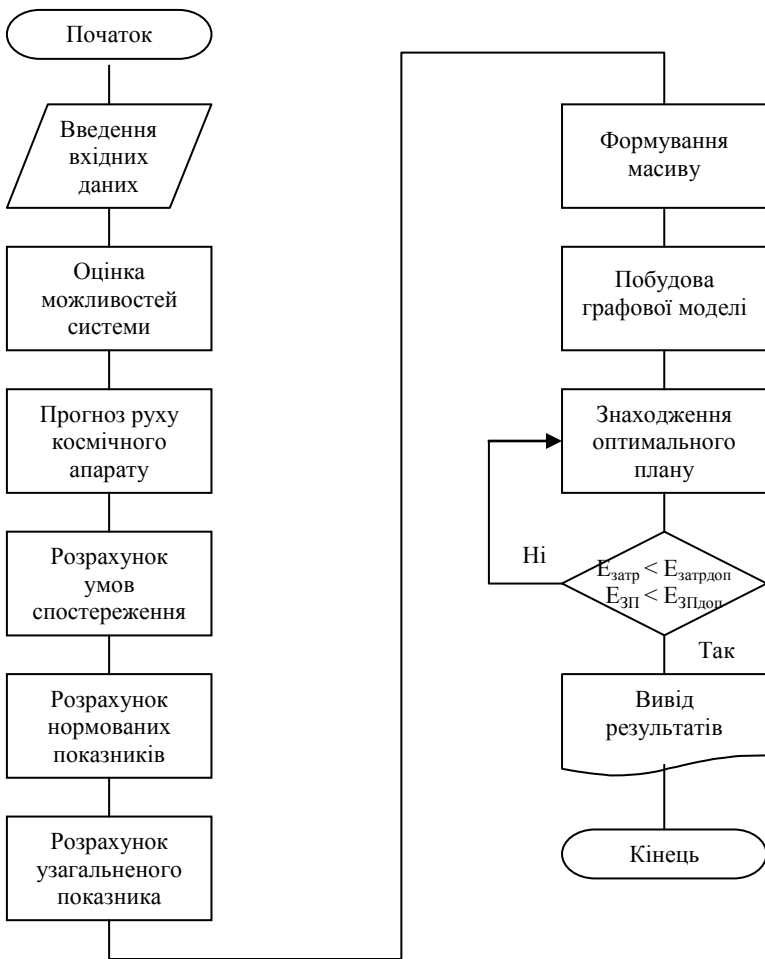 Початок
Введення
вхідних
даних
Оцінка
можливостей
системи
Прогноз руху
космічного
апарату
Розрахунок
умов
спостереження
Розрахунок
нормованих
показників
Розрахунок
узагальненого
показника
Формування
масиву
Побудова
графової моделі
Знаходження
оптимального
плану
Ні
Eзатр < Eзатрдоп
EЗП < EЗПдоп
Так
Вивід
результатів
Кінець